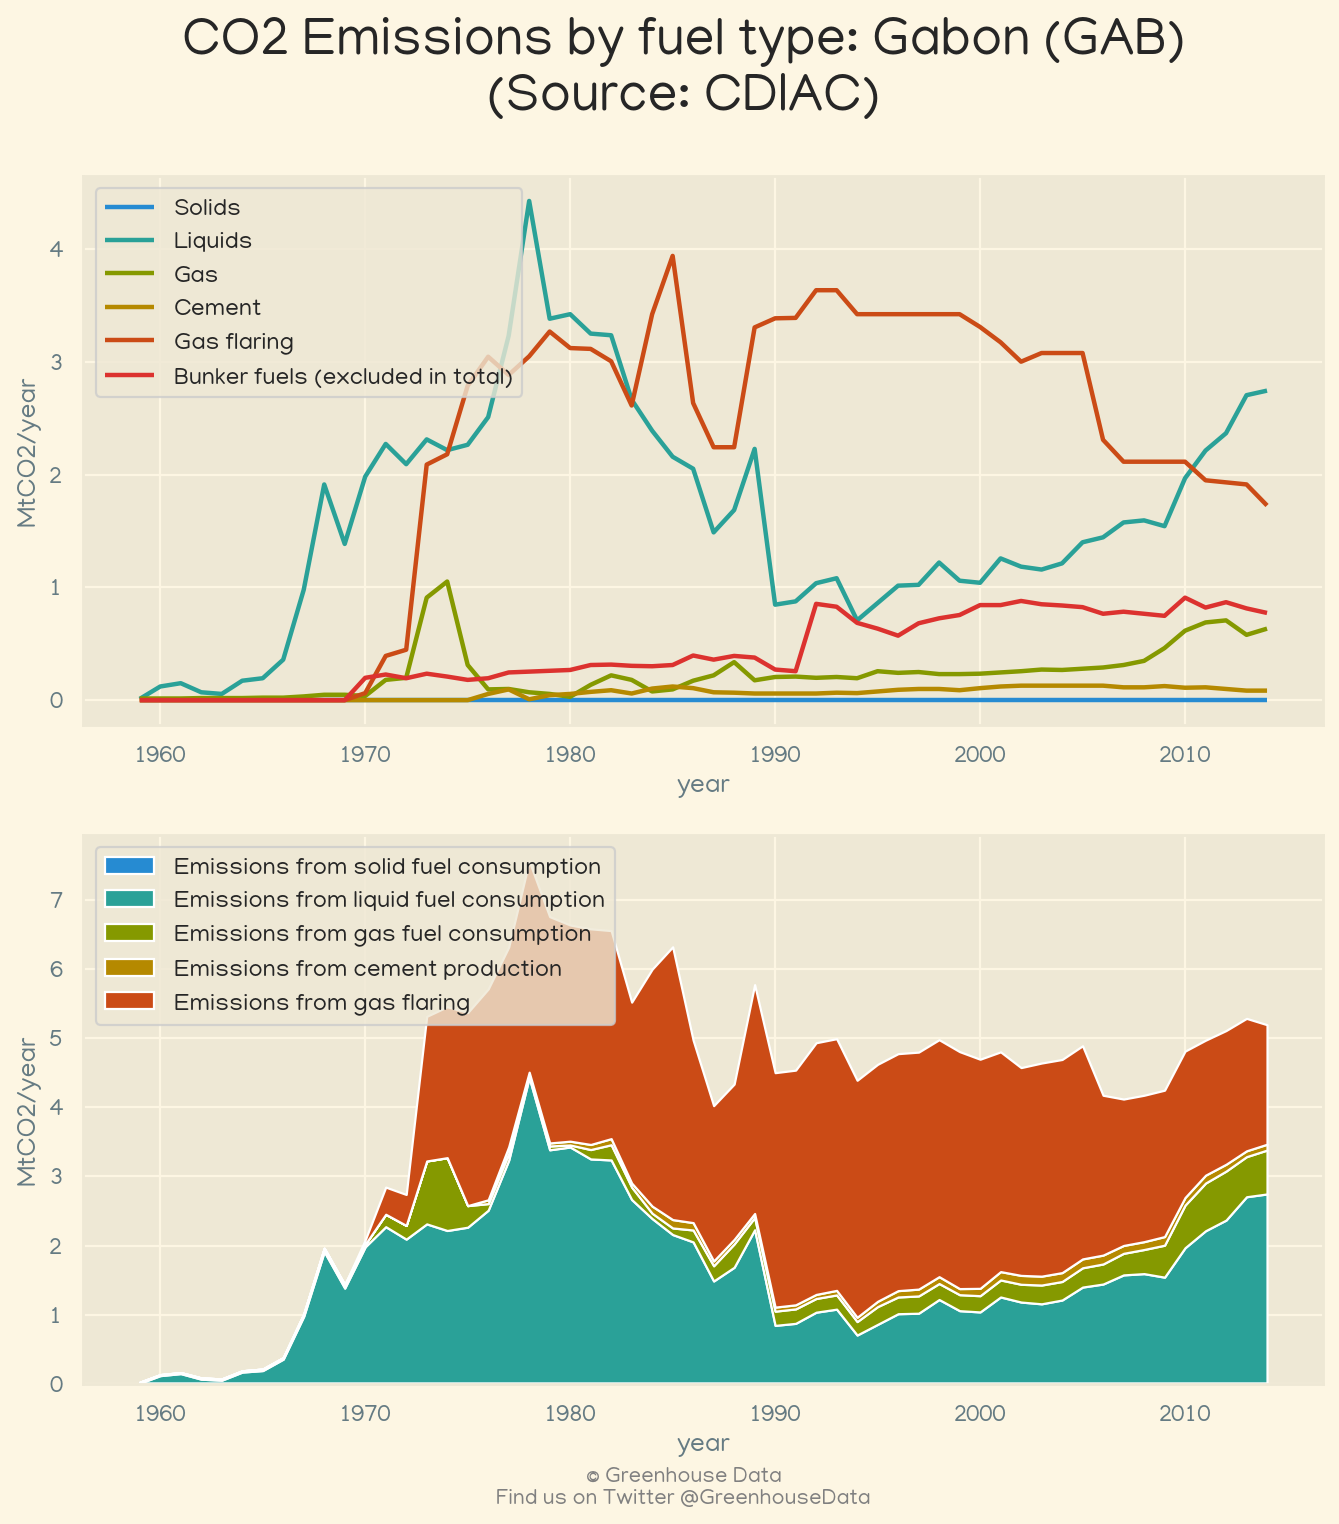 CO2 Emissions by fuel type: Gabon (GAB)
(Source: CDIAC)
Solids
Liquids
Gas
Cement
Gas flaring
Bunker fuels (excluded in total)
4
3
2
1
0
MtCO2/year
1960 1970 1980 1990 2000 2010
year
Emissions from solid fuel consumption
Emissions from liquid fuel consumption
Emissions from gas fuel consumption
Emissions from cement production
Emissions from gas flaring
7
6
5
4
3
2
1
0
MtCO2/year
1960 1970 1980 1990 2000 2010
year
© Greenhouse Data
Find us on Twitter @GreenhouseData